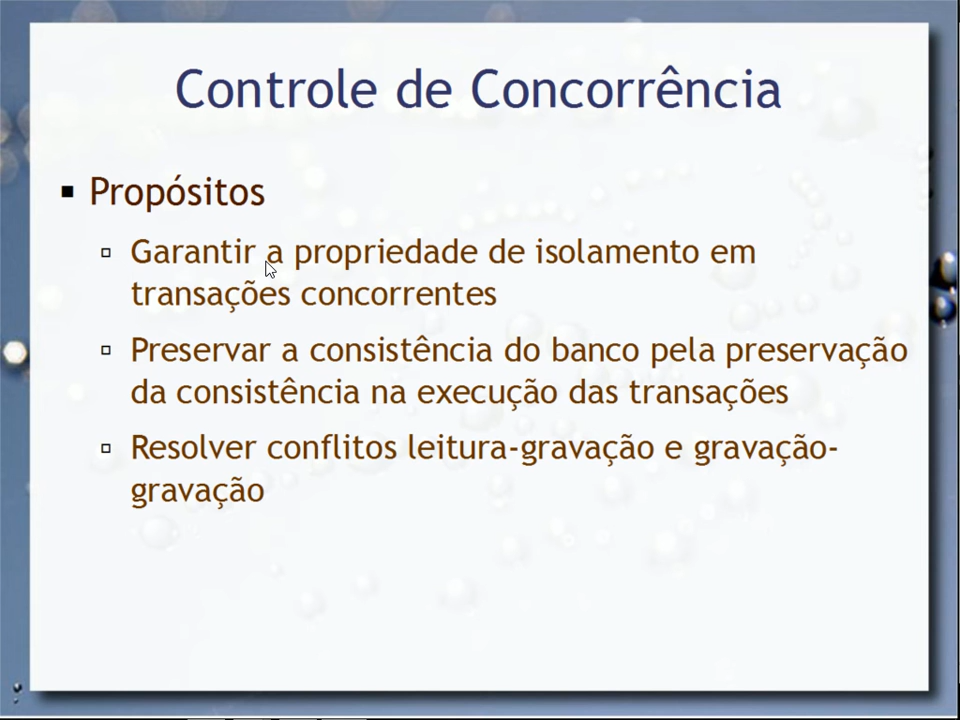 Controle de Concorrência
Propósitos
Garantir a propriedade de isolamento em
transações concorrentes
Preservar a consistência do banco pela preservação
da consistência na execução das transações
Resolver conflitos leitura-gravação e gravação-
gravação